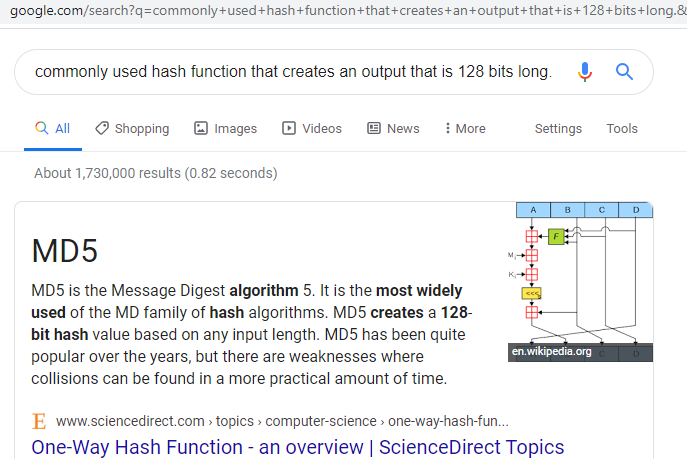 google.com/search?q=commonly+used+hash+function+that+creates+an+output+that+is+128+bits+long.&
commonly used hash function that creates an output that is 128 bits long.
All Shopping Images Videos News More Settings Tools
About 1,730,000 results (0.82 seconds)
A B C D
MD5
F
M i
K i
<<< s
MD5 is the Message Digest algorithm 5. It is the most widely
used of the MD family of hash algorithms. MD5 creates a 128-
bit hash value based on any input length. MD5 has been quite
popular over the years, but there are weaknesses where
collisions can be found in a more practical amount of time.
en.wikipedia.org
A B C D
E www.sciencedirect.com › topics › computer-science › one-way-hash-fun...
One-Way Hash Function - an overview | ScienceDirect Topics